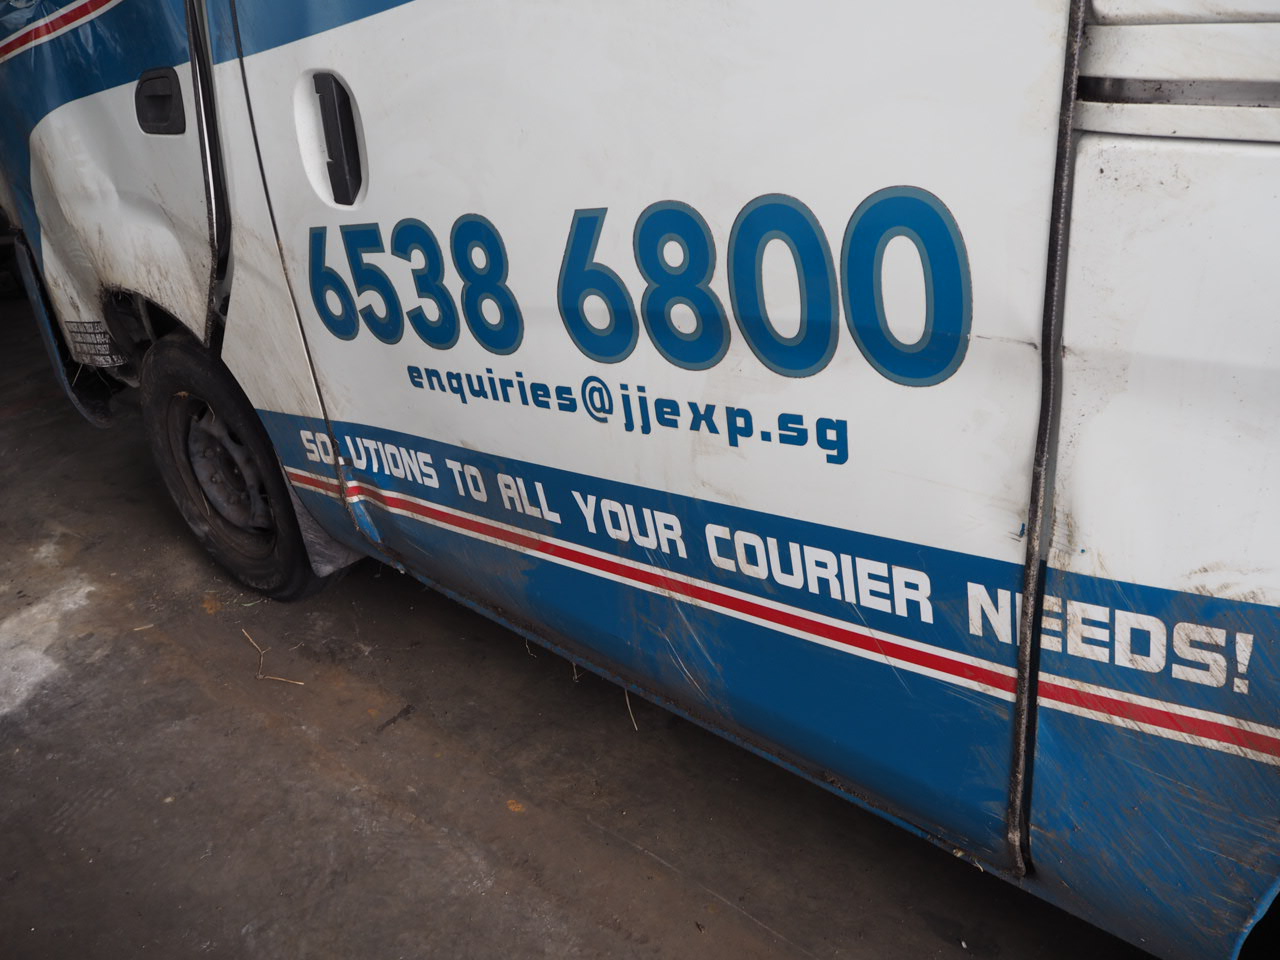 6538 6800
enquiries@jjexp.sg
SOLUTIONS TO ALL YOUR COURIER NEEDS!